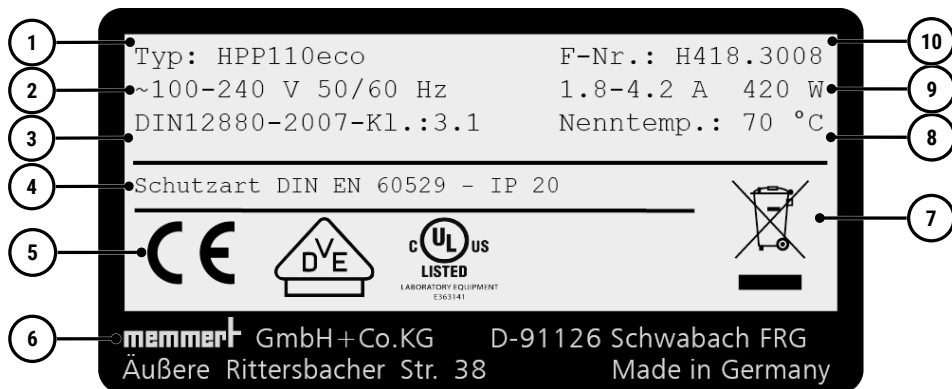 1 Typ: HPP110eco F-Nr.: H418.3008 10
2 ~100-240 V 50/60 Hz 1.8-4.2 A 420 W 9
3 DIN12880-2007-Kl.:3.1 Nenntemp.: 70 °C 8
4 Schutzart DIN EN 60529 - IP 20
5 CE DVE C UL US 7
LISTED
LABORATORY EQUIPMENT
E363141
6 memmert GmbH+Co.KG D-91126 Schwabach FRG
Äußere Rittersbacher Str. 38 Made in Germany